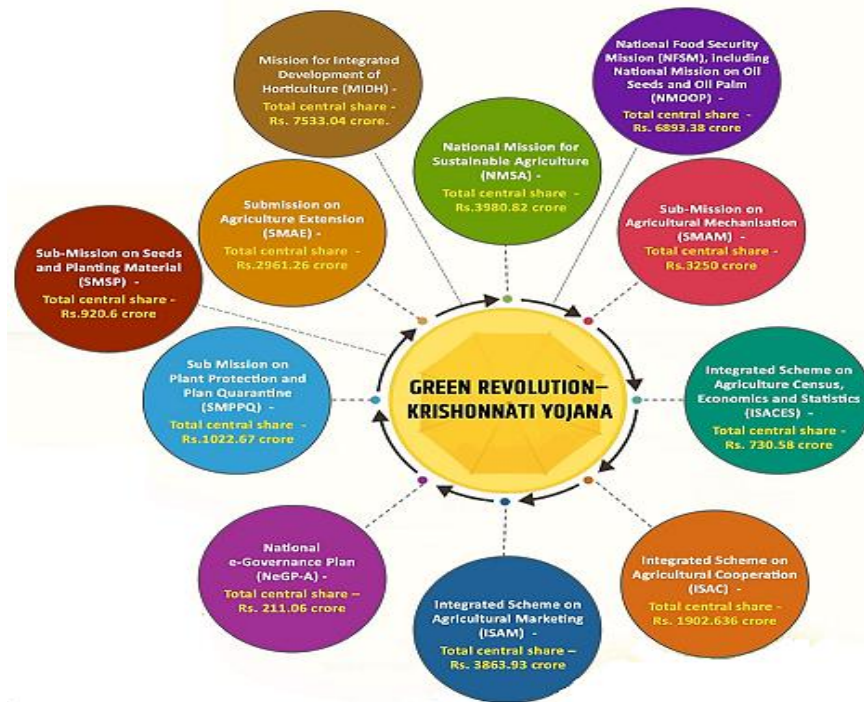 Mission for Integrated
Development of
Horticulture (MIDH) -
Total central share -
Rs. 7533.04 crore.
National Food Security
Mission (NFSM), including
National Mission on Oil
Seeds and Oil Palm
(NMOOP) -
Total central share -
Rs. 6893.38 crore
National Mission for
Sustainable Agriculture
(NMSA) -
Total central share -
Rs.3980.82 crore
Submission on
Agriculture Extension
(SMAE) -
Total central share -
Rs.2961.26 crore
Sub-Mission on
Agricultural Mechanisation
(SMAM) -
Total central share -
Rs.3250 crore
Sub-Mission on Seeds
and Planting Material
(SMSP) -
Total central share -
Rs.920.6 crore
Sub Mission on
Plant Protection and
Plan Quarantine
(SMPPQ) -
Total central share -
Rs.1022.67 crore
GREEN REVOLUTION–
KRISHONNATI YOJANA
Integrated Scheme on
Agriculture Census,
Economics and Statistics
(ISACES) -
Total central share -
Rs. 730.58 crore
National
e-Governance Plan
(NeGP-A) -
Total central share –
Rs. 211.06 crore
Integrated Scheme on
Agricultural Marketing
(ISAM) -
Total central share –
Rs. 3863.93 crore
Integrated Scheme on
Agricultural Cooperation
(ISAC) -
Total central share -
Rs. 1902.636 crore